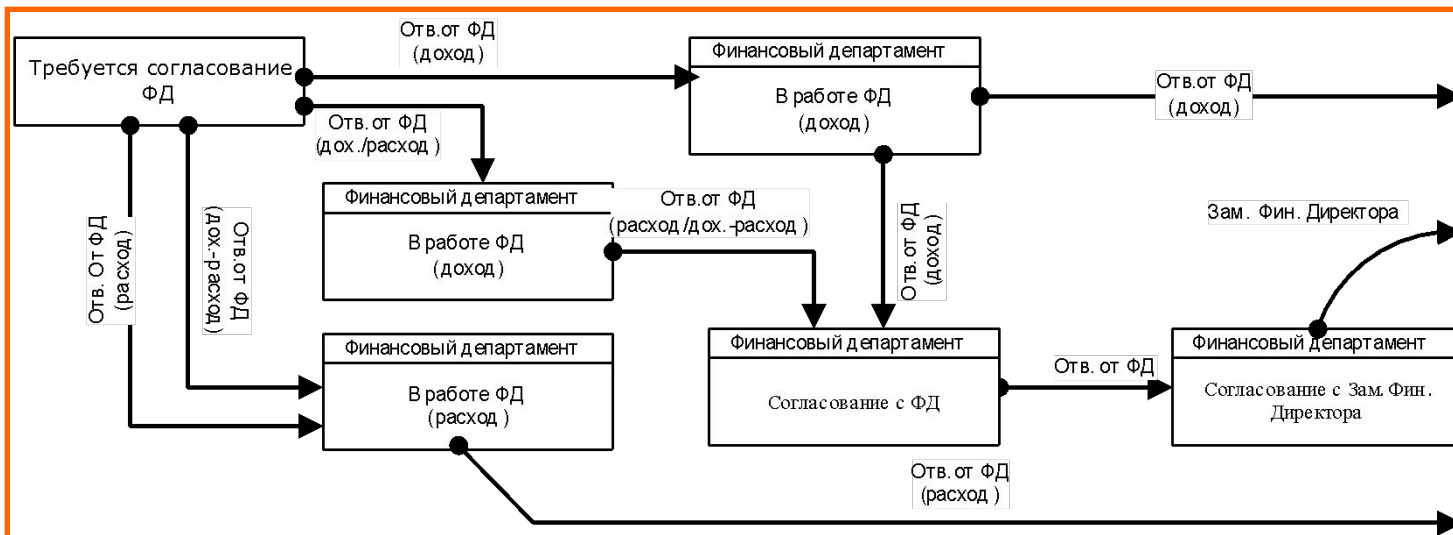 Отв.от ФД
(доход)
Требуется согласование
ФД
Финансовый департамент
В работе ФД
(доход)
Отв.от ФД
(доход)
Отв.от ФД
(дох./расход)
Финансовый департамент
В работе ФД
(доход)
Отв.от ФД
(расход/дох.-расход)
Отв.от ФД
(доход)
Зам. Фин. Директора
Отв. От ФД
(расход)
Отв.от ФД
(дох.-расход)
Финансовый департамент
В работе ФД
(расход)
Финансовый департамент
Согласование с ФД
Отв. от ФД
Финансовый департамент
Согласование с Зам. Фин.
Директора
Отв.от ФД
(расход)